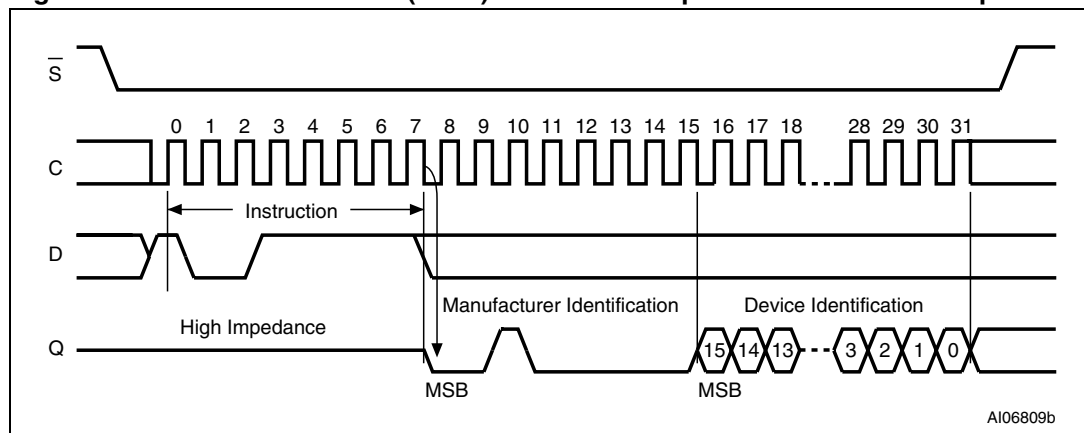 S
0 1 2 3 4 5 6 7 8 9 10 11 12 13 14 15 16 17 18 28 29 30 31
C
Instruction
D
Manufacturer Identification Device Identification
High Impedance
Q 15 14 13 3 2 1 0
MSB MSB
AI06809b